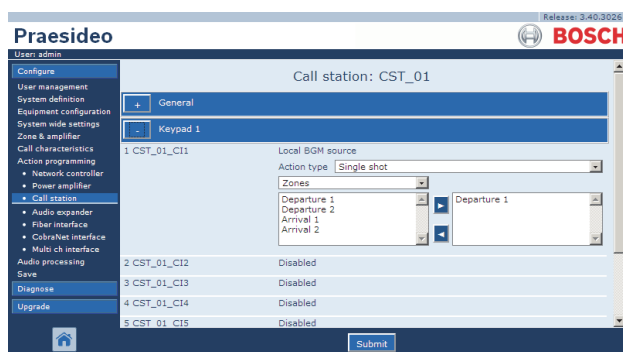 Release: 3.40.3026
Praesideo
BOSCH
User: admin
Configure
User management
System definition
Equipment configuration
System wide settings
Zone & amplifier
Call characteristics
Action programming
• Network controller
• Power amplifier
• Call station
• Audio expander
• Fiber interface
• CobraNet interface
• Multi ch interface
Audio processing
Save
Diagnose
Upgrade
Call station: CST_01
+ General
- Keypad 1
1 CST_01_CI1 Local BGM source
Action type Single shot
Zones
Departure 1
Departure 2
Arrival 1
Arrival 2
Departure 1
2 CST_01_CI2 Disabled
3 CST_01_CI3 Disabled
4 CST_01_CI4 Disabled
5 CST_01_CI5 Disabled
Submit